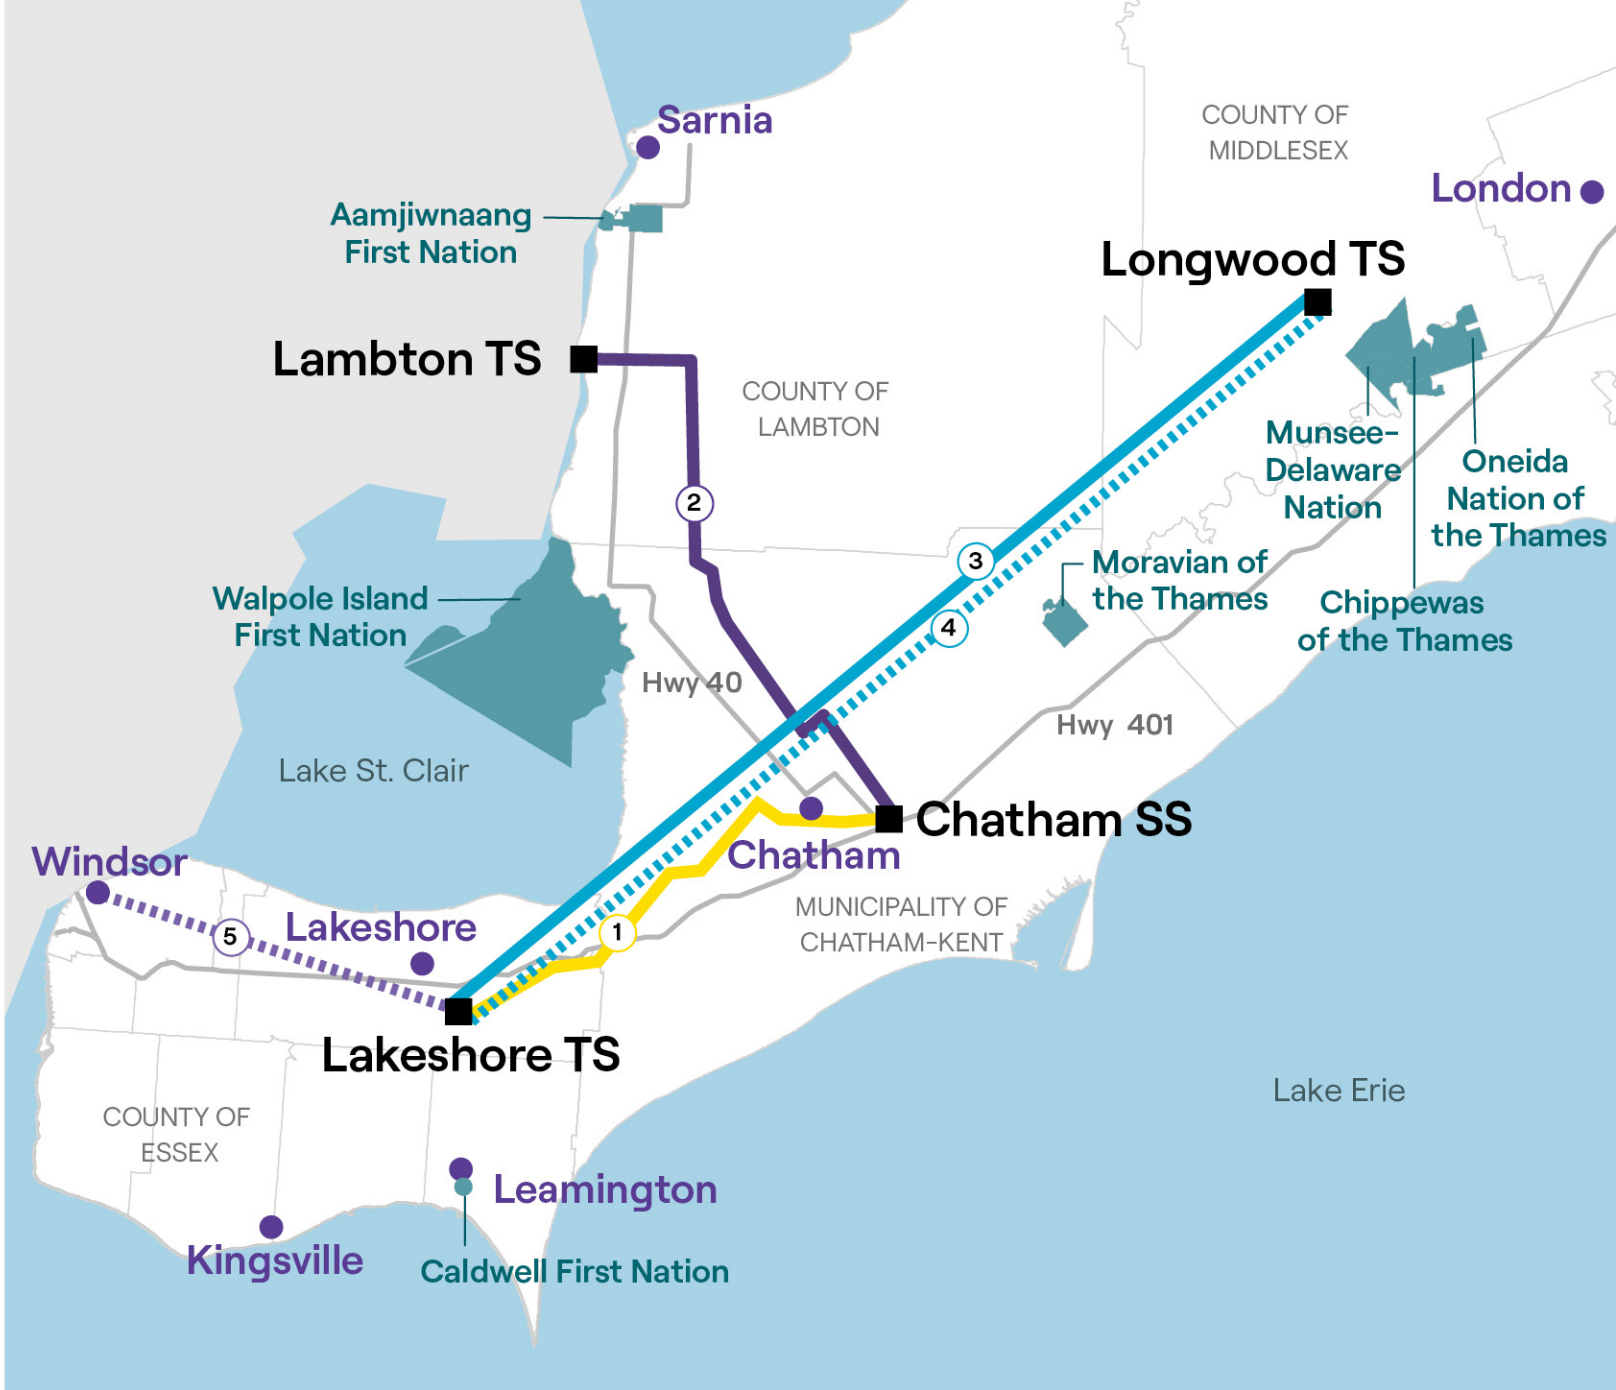 Sarnia
COUNTY OF
MIDDLESEX
London
Aamjiwnaang
First Nation
Longwood TS
Lambton TS
COUNTY OF
LAMBTON
Munsee-
Delaware
Nation
Oneida
Nation of
the Thames
2
3
Moravian of
the Thames
4
Chippewas
of the Thames
Walpole Island
First Nation
Hwy 40
Hwy 401
Lake St. Clair
Chatham SS
Chatham
Windsor
MUNICIPALITY OF
CHATHAM-KENT
Lakeshore
1
5
Lakeshore TS
Lake Erie
COUNTY OF
ESSEX
Leamington
Kingsville
Caldwell First Nation